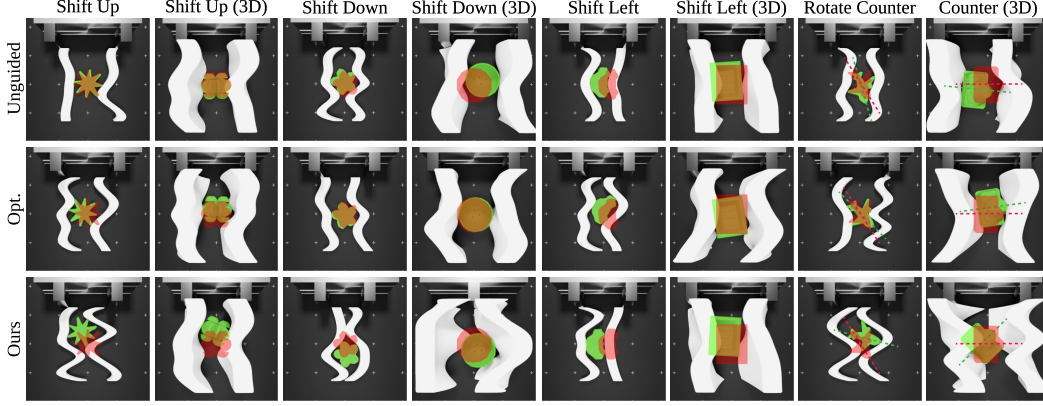 Shift Up Shift Up (3D) Shift Down Shift Down (3D) Shift Left Shift Left (3D) Rotate Counter Counter (3D)
Unguided
Opt.
Ours